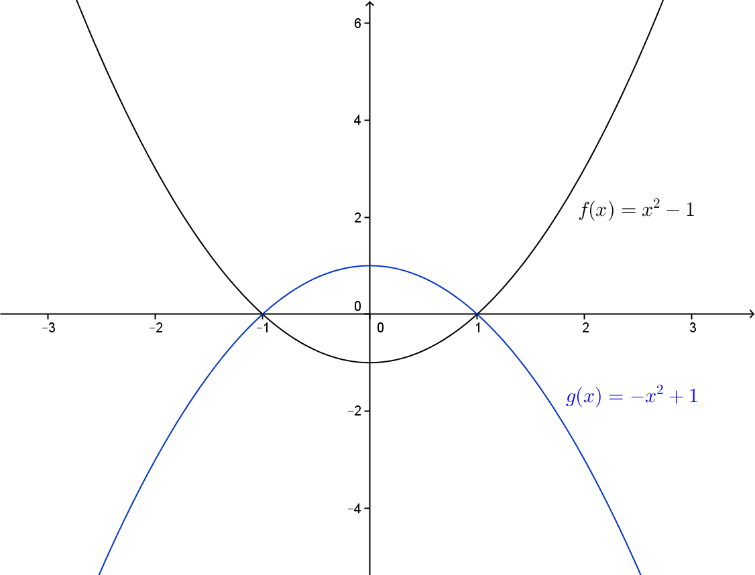 6
4
2
f(x) = x² − 1
0
−3 −2 −1 0 1 2 3
−2
g(x) = −x² + 1
−4